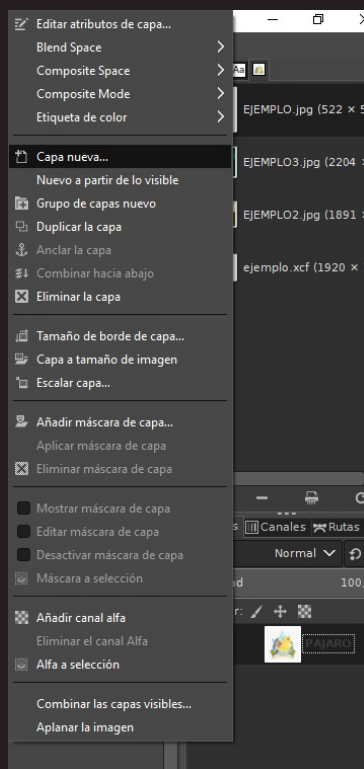 Editar atributos de capa...
Blend Space
Composite Space
Composite Mode
Etiqueta de color
Capa nueva...
Nuevo a partir de lo visible
Grupo de capas nuevo
Duplicar la capa
Anclar la capa
Combinar hacia abajo
Eliminar la capa
Tamaño de borde de capa...
Capa a tamaño de imagen
Escalar capa...
Añadir máscara de capa...
Aplicar máscara de capa
Eliminar máscara de capa
Mostrar máscara de capa
Editar máscara de capa
Desactivar máscara de capa
Máscara a selección
Añadir canal alfa
Eliminar el canal Alfa
Alfa a selección
Combinar las capas visibles...
Aplanar la imagen
Aa
EJEMPLO.jpg (522 × 5
EJEMPLO3.jpg (2204 ×
EJEMPLO2.jpg (1891 ×
ejemplo.xcf (1920 ×
s Canales Rutas
Normal
d 100,
r:
PAJARO